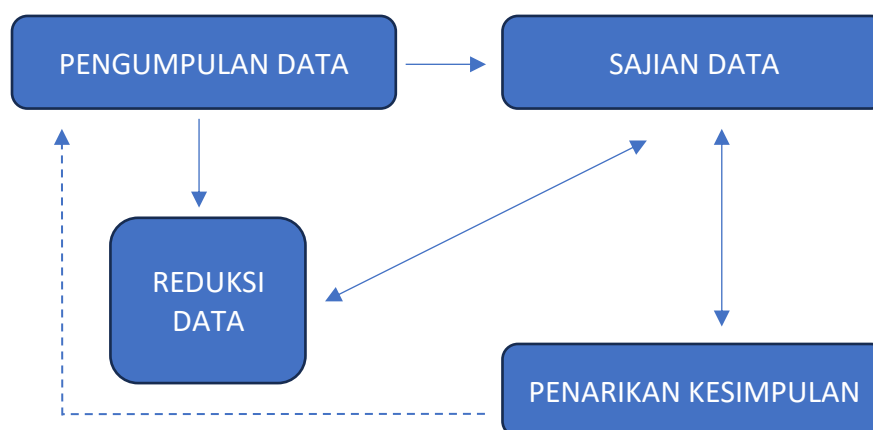 PENGUMPULAN DATA
SAJIAN DATA
REDUKSI
DATA
PENARIKAN KESIMPULAN